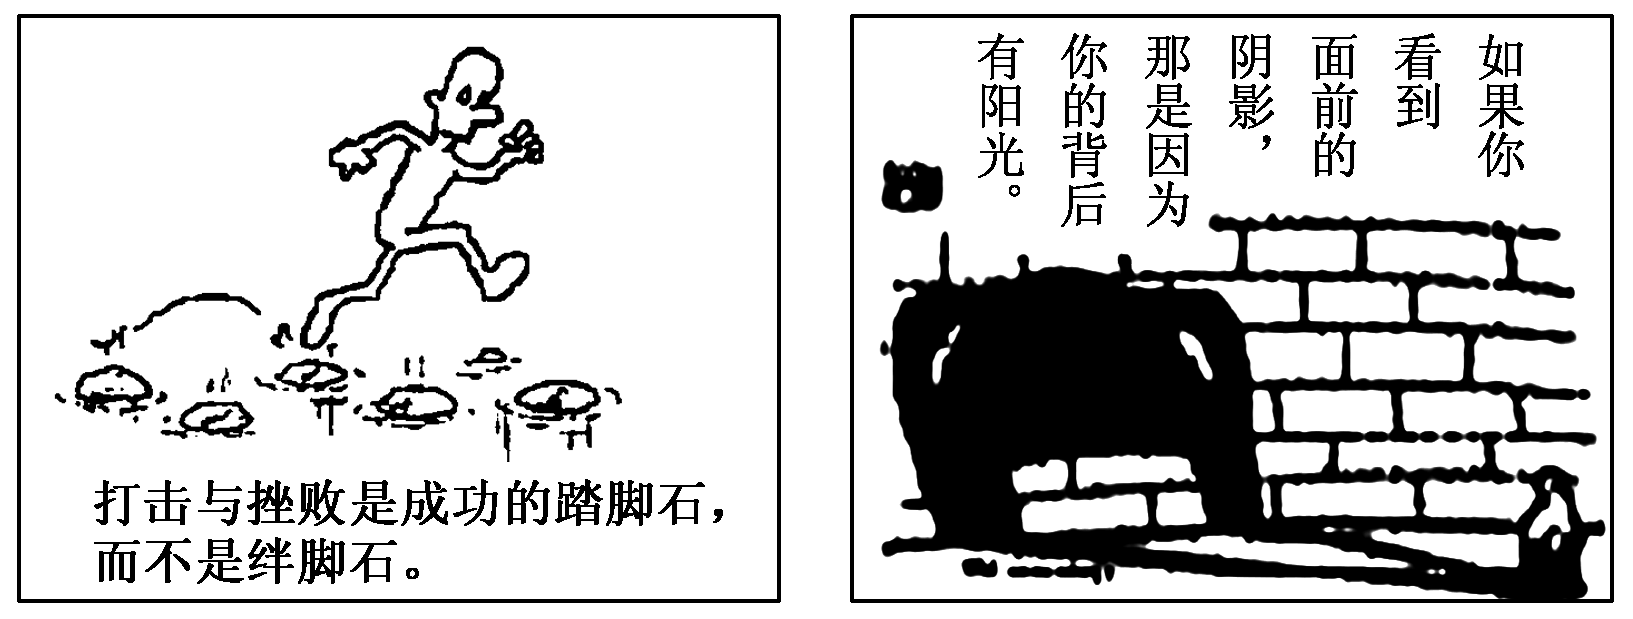 打击与挫败是成功的踏脚石，
而不是绊脚石。
如果你
看到
面前的
阴影，
那是因为
你的背后
有阳光。